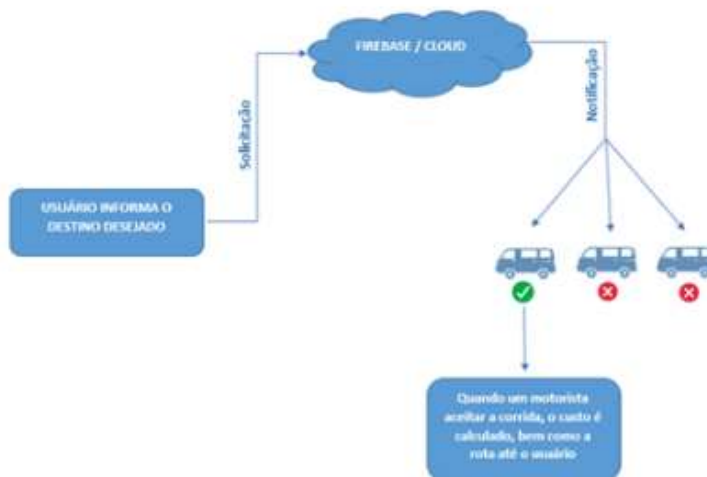 FIREBASE / CLOUD
Solicitação
Notificação
USUÁRIO INFORMA O
DESTINO DESEJADO
Quando um motorista
aceitar a corrida, o custo é
calculado, bem como a
rota até o usuário